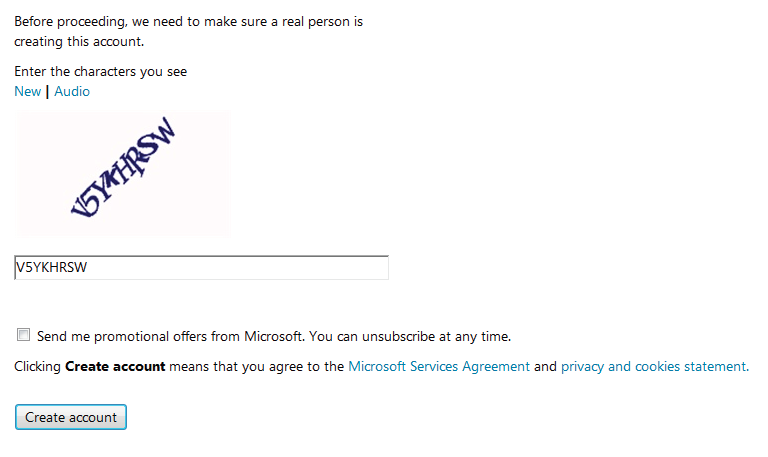 Before proceeding, we need to make sure a real person is
creating this account.
Enter the characters you see
New | Audio
V5YKHRSW
V5YKHRSW
Send me promotional offers from Microsoft. You can unsubscribe at any time.
Clicking Create account means that you agree to the Microsoft Services Agreement and privacy and cookies statement.
Create account